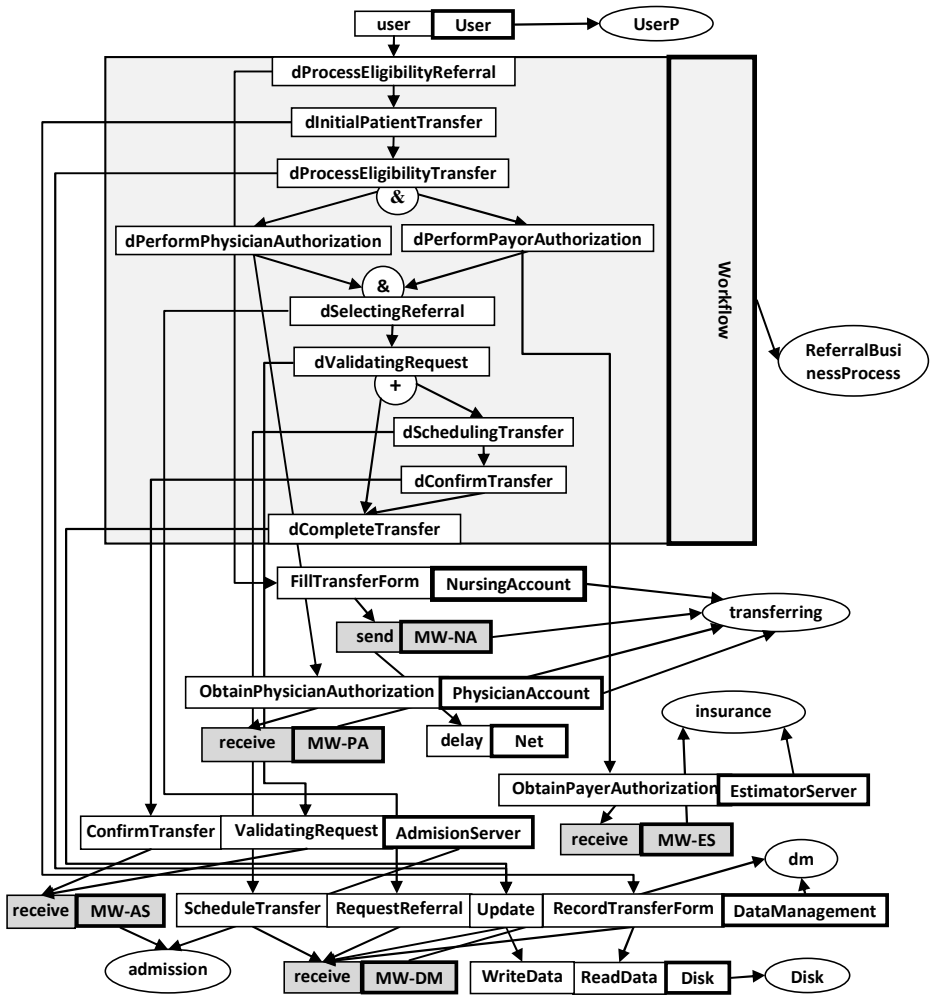 user User UserP
dProcessEligibilityReferral
dInitialPatientTransfer
dProcessEligibilityTransfer
&
dPerformPhysicianAuthorization dPerformPayorAuthorization
&
dSelectingReferral
Workflow
dValidatingRequest
ReferralBusi
nessProcess
+
dSchedulingTransfer
dConfirmTransfer
dCompleteTransfer
FillTransferForm NursingAccount
transferring
send MW-NA
ObtainPhysicianAuthorization PhysicianAccount
insurance
receive MW-PA delay Net
ObtainPayerAuthorization EstimatorServer
ConfirmTransfer ValidatingRequest AdmisionServer
receive MW-ES
dm
receive MW-AS ScheduleTransfer RequestReferral Update RecordTransferForm DataManagement
admission receive MW-DM WriteData ReadData Disk Disk